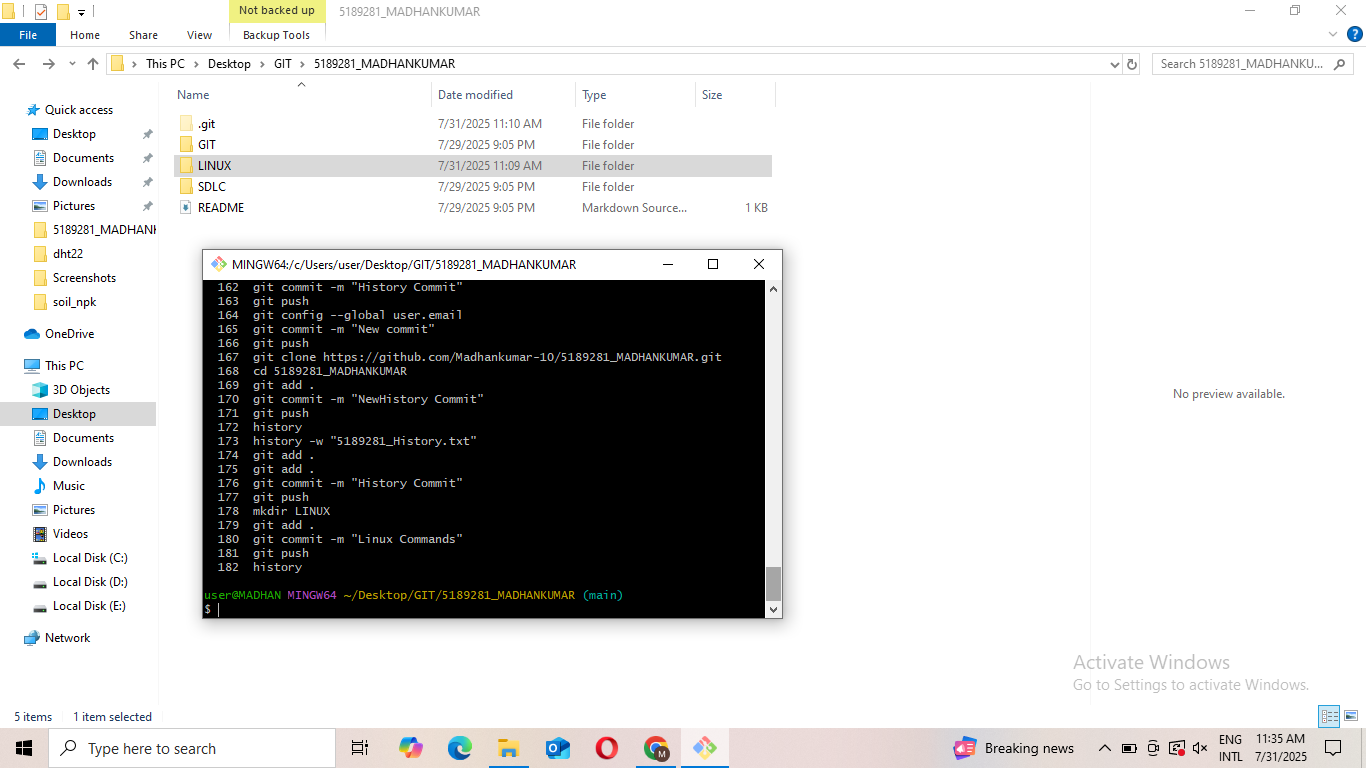 Not backed up
5189281_MADHANKUMAR
File
Home
Share
View
Backup Tools
This PC
Desktop
GIT
5189281_MADHANKUMAR
Search 5189281_MADHANKU...
Name
Date modified
Type
Size
.git
7/31/2025 11:10 AM
File folder
GIT
7/29/2025 9:05 PM
File folder
LINUX
7/31/2025 11:09 AM
File folder
SDLC
7/29/2025 9:05 PM
File folder
README
7/29/2025 9:05 PM
Markdown Source...
1 KB
Quick access
Desktop
Documents
Downloads
Pictures
5189281_MADHANK
dht22
Screenshots
soil_npk
OneDrive
This PC
3D Objects
Desktop
Documents
Downloads
Music
Pictures
Videos
Local Disk (C:)
Local Disk (D:)
Local Disk (E:)
Network
MINGW64:/c/Users/user/Desktop/GIT/5189281_MADHANKUMAR
162 git commit -m "History Commit"
163 git push
164 git config --global user.email
165 git commit -m "New commit"
166 git push
167 git clone https://github.com/Madhankumar-10/5189281_MADHANKUMAR.git
168 cd 5189281_MADHANKUMAR
169 git add .
170 git commit -m "NewHistory Commit"
171 git push
172 history
173 history -w "5189281_History.txt"
174 git add .
175 git add .
176 git commit -m "History Commit"
177 git push
178 mkdir LINUX
179 git add .
180 git commit -m "Linux Commands"
181 git push
182 history
user@MADHAN MINGW64 ~/Desktop/GIT/5189281_MADHANKUMAR (main)
$
No preview available.
Activate Windows
Go to Settings to activate Windows.
5 items
1 item selected
Type here to search
M
Breaking news
ENG
INTL
11:35 AM
7/31/2025